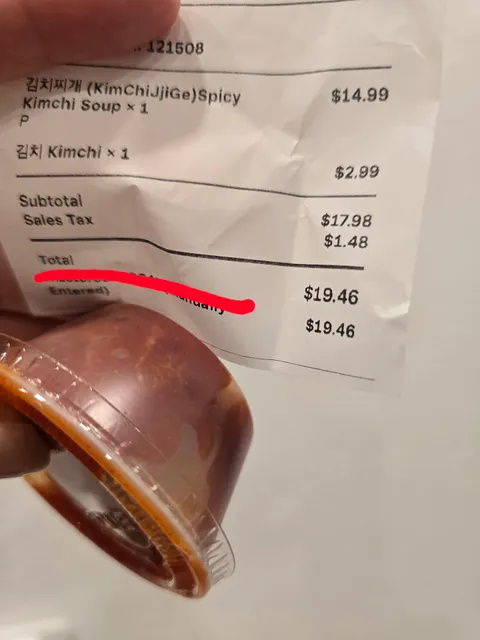 121508
김치찌개 (KimChiJjiGe)Spicy
Kimchi Soup × 1
$14.99
P
김치 Kimchi × 1
$2.99
Subtotal
$17.98
Sales Tax
$1.48
Total
$19.46
Entered)
$19.46